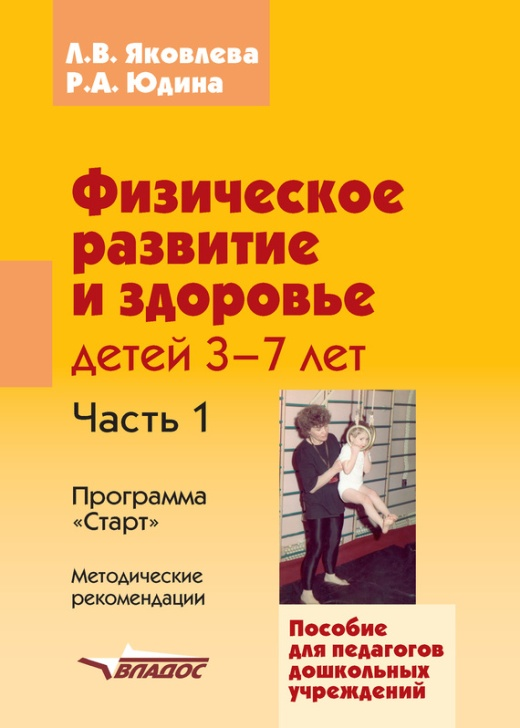 Л.В. Яковлева
Р.А. Юдина
Физическое
развитие
и здоровье
детей 3–7 лет
Часть 1
Программа
«Старт»
Методические
рекомендации
ВЛАДОС
Пособие
для педагогов
дошкольных
учреждений